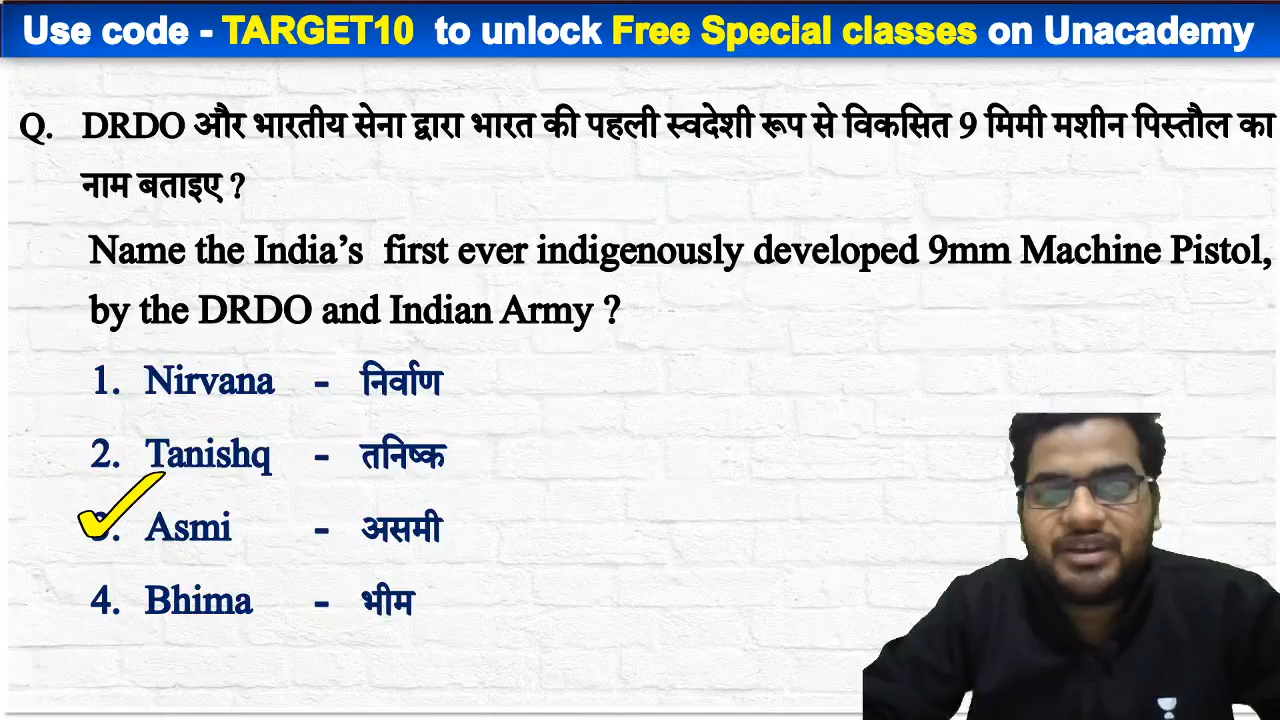 Use code - TARGET10 to unlock Free Special classes on Unacademy
Q. DRDO और भारतीय सेना द्वारा भारत की पहली स्वदेशी रूप से विकसित 9 मिमी मशीन पिस्तौल का
नाम बताइए ?
Name the India's first ever indigenously developed 9mm Machine Pistol,
by the DRDO and Indian Army ?
1. Nirvana - निर्वाण
2. Tanishq - तनिष्क
3. Asmi - असमी
4. Bhima - भीम